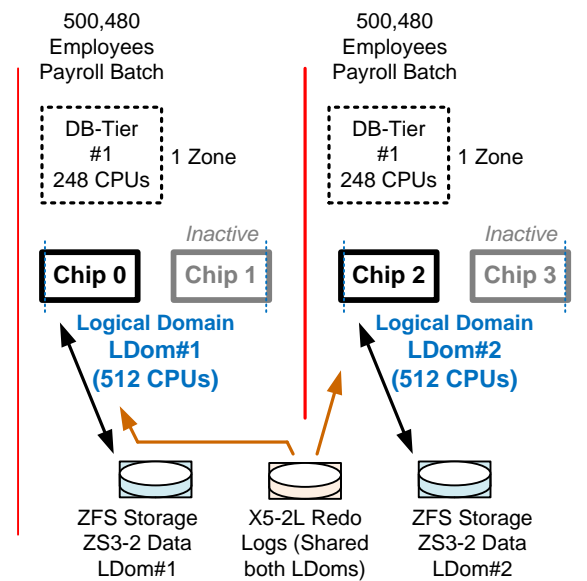 500,480
Employees
Payroll Batch
500,480
Employees
Payroll Batch
DB-Tier
#1
248 CPUs
1 Zone
DB-Tier
#1
248 CPUs
1 Zone
Inactive
Inactive
Chip 0
Chip 1
Chip 2
Chip 3
Logical Domain
LDom#1
(512 CPUs)
Logical Domain
LDom#2
(512 CPUs)
ZFS Storage
ZS3-2 Data
LDom#1
X5-2L Redo
Logs (Shared
both LDoms)
ZFS Storage
ZS3-2 Data
LDom#2